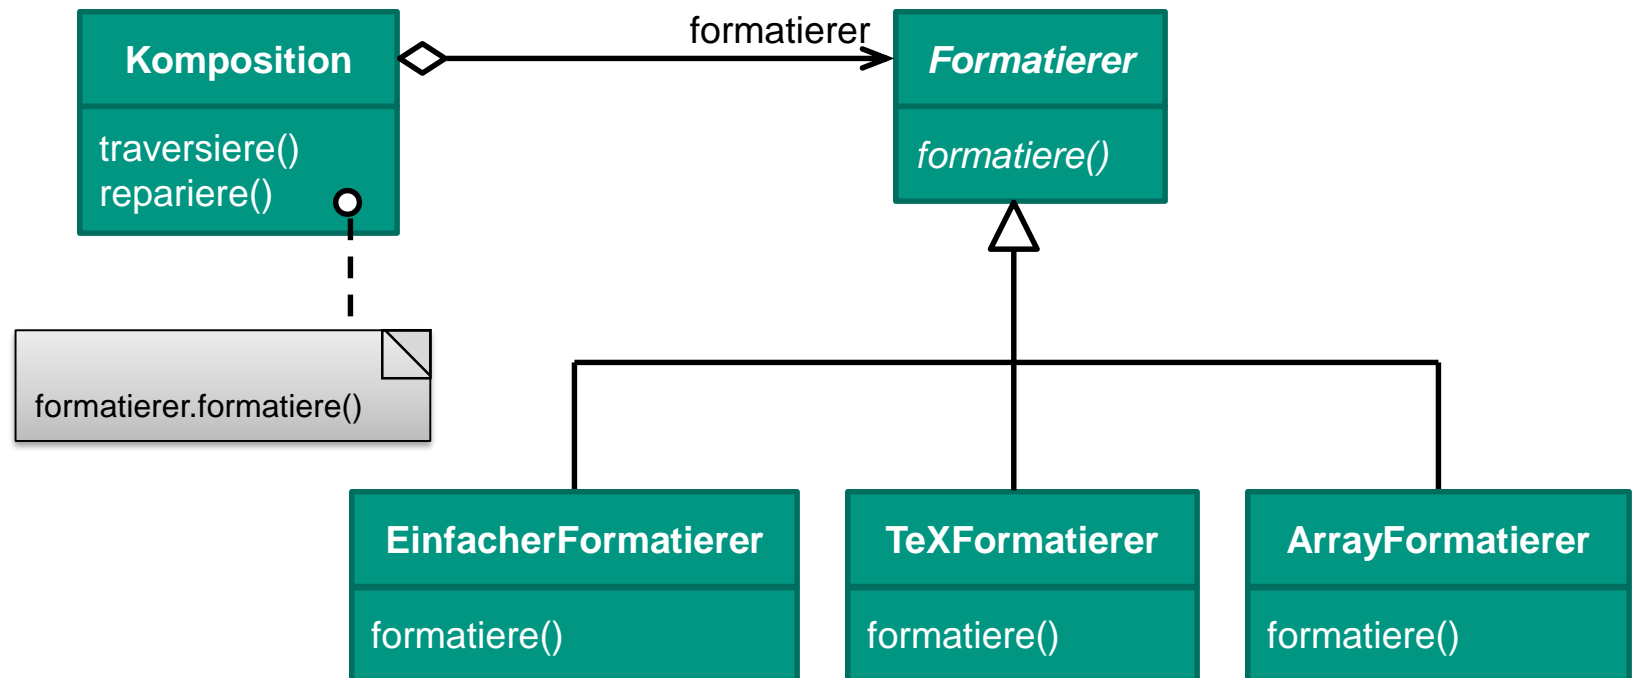 Komposition
traversiere()
repariere()
formatierer
Formatierer
formatiere()
formatierer.formatiere()
EinfacherFormatierer
formatiere()
TeXFormatierer
formatiere()
ArrayFormatierer
formatiere()